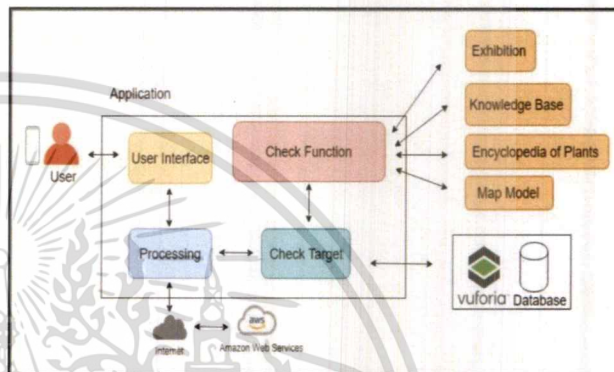 Application
User
User Interface
Check Function
Processing
Check Target
Internet
aws
Amazon Web Services
Exhibition
Knowledge Base
Encyclopedia of Plants
Map Model
vuforia
Database